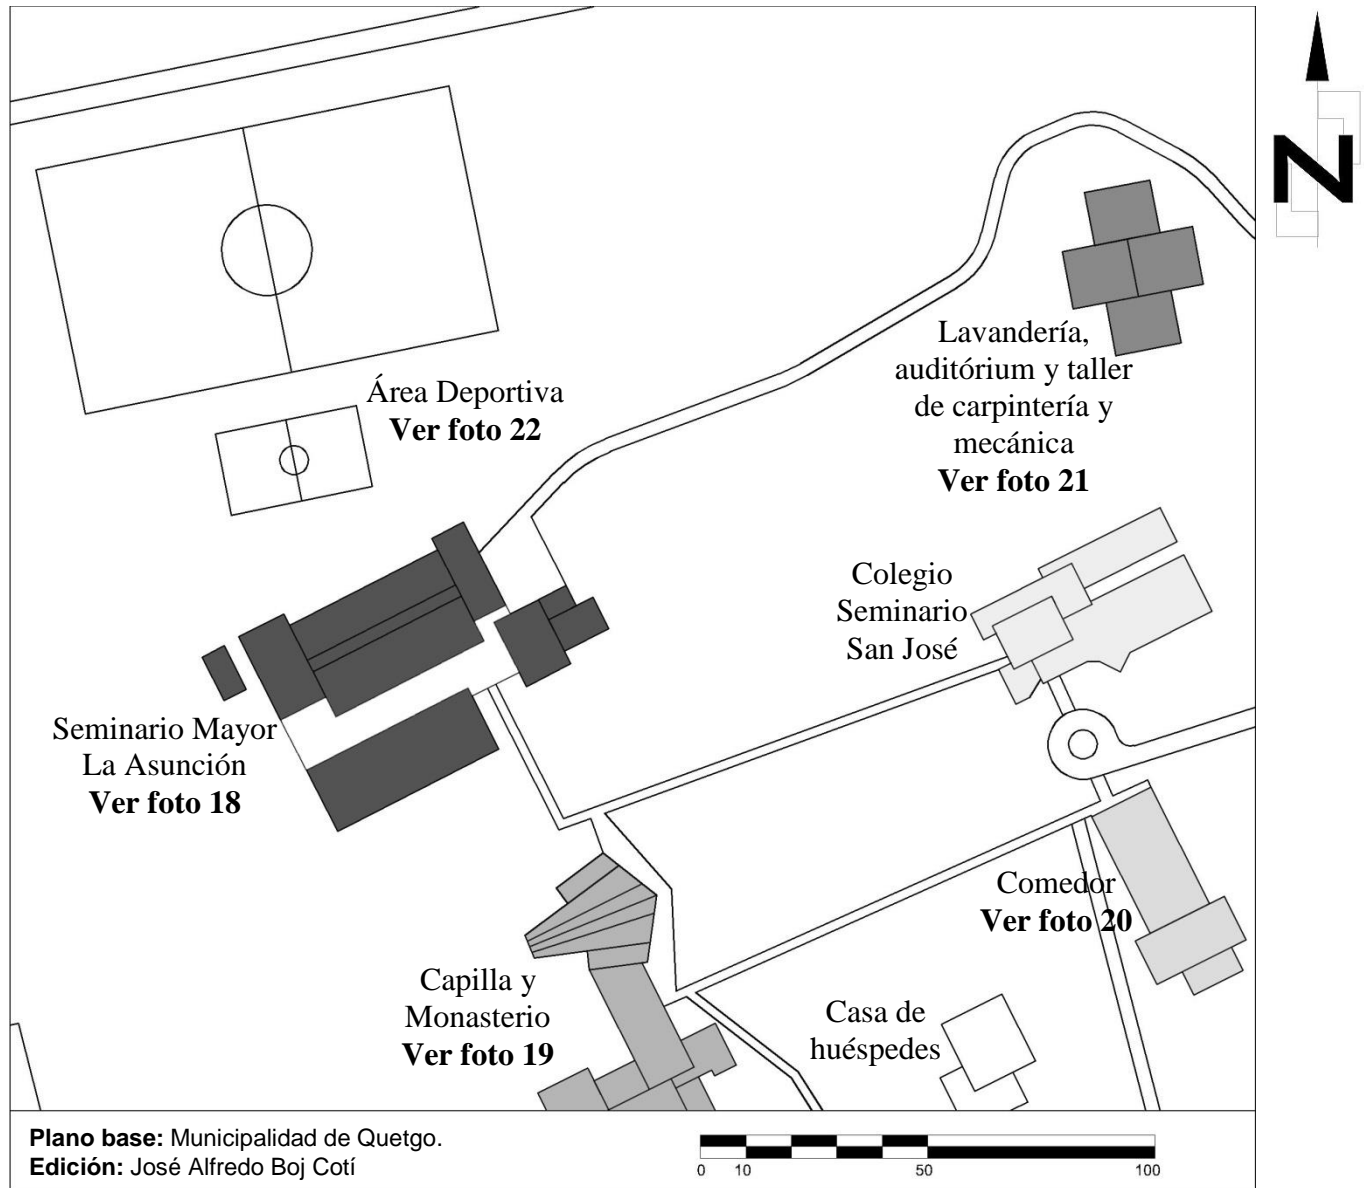 N
Área Deportiva
Ver foto 22
Lavandería,
auditórium y taller
de carpintería y
mecánica
Ver foto 21
Colegio
Seminario
San José
Seminario Mayor
La Asunción
Ver foto 18
Comedor
Ver foto 20
Capilla y
Monasterio
Ver foto 19
Casa de
huéspedes
Plano base: Municipalidad de Quetgo.
Edición: José Alfredo Boj Cotí
0 10 50 100